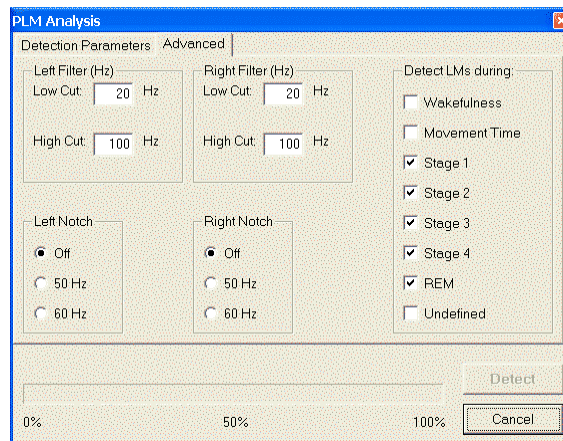 PLM Analysis
Detection Parameters
Advanced
Left Filter (Hz)
Low Cut: 20 Hz
High Cut: 100 Hz
Right Filter (Hz)
Low Cut: 20 Hz
High Cut: 100 Hz
Detect LMs during:
Wakefulness
Movement Time
Stage 1
Stage 2
Stage 3
Stage 4
REM
Undefined
Left Notch
Off
50 Hz
60 Hz
Right Notch
Off
50 Hz
60 Hz
Detect
0% 50% 100%
Cancel